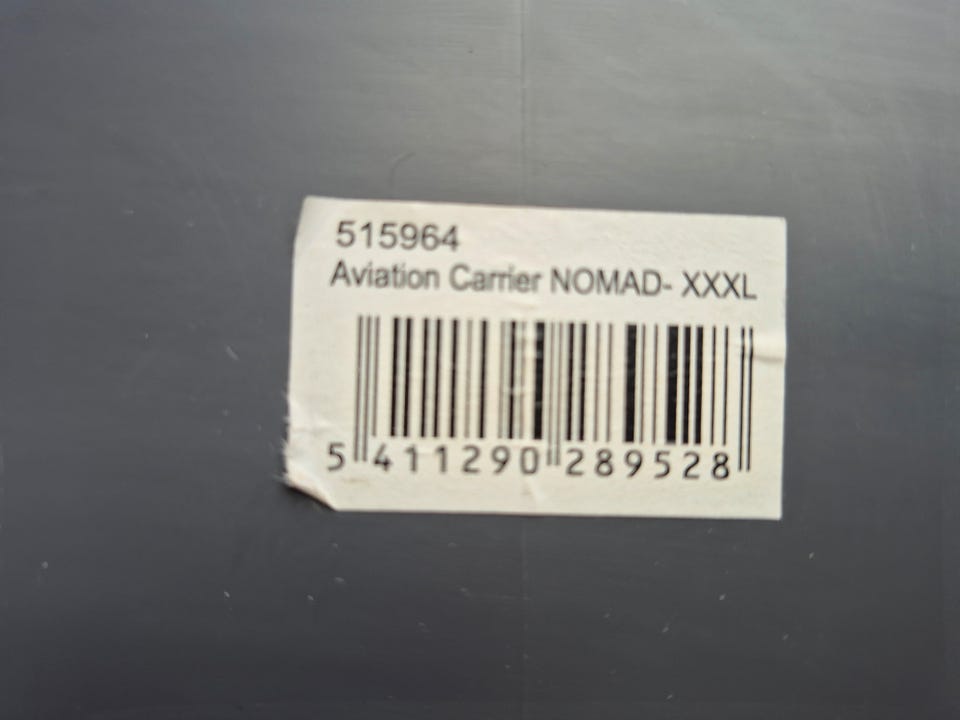 515964
Aviation Carrier NOMAD- XXXL
5 411290 289528